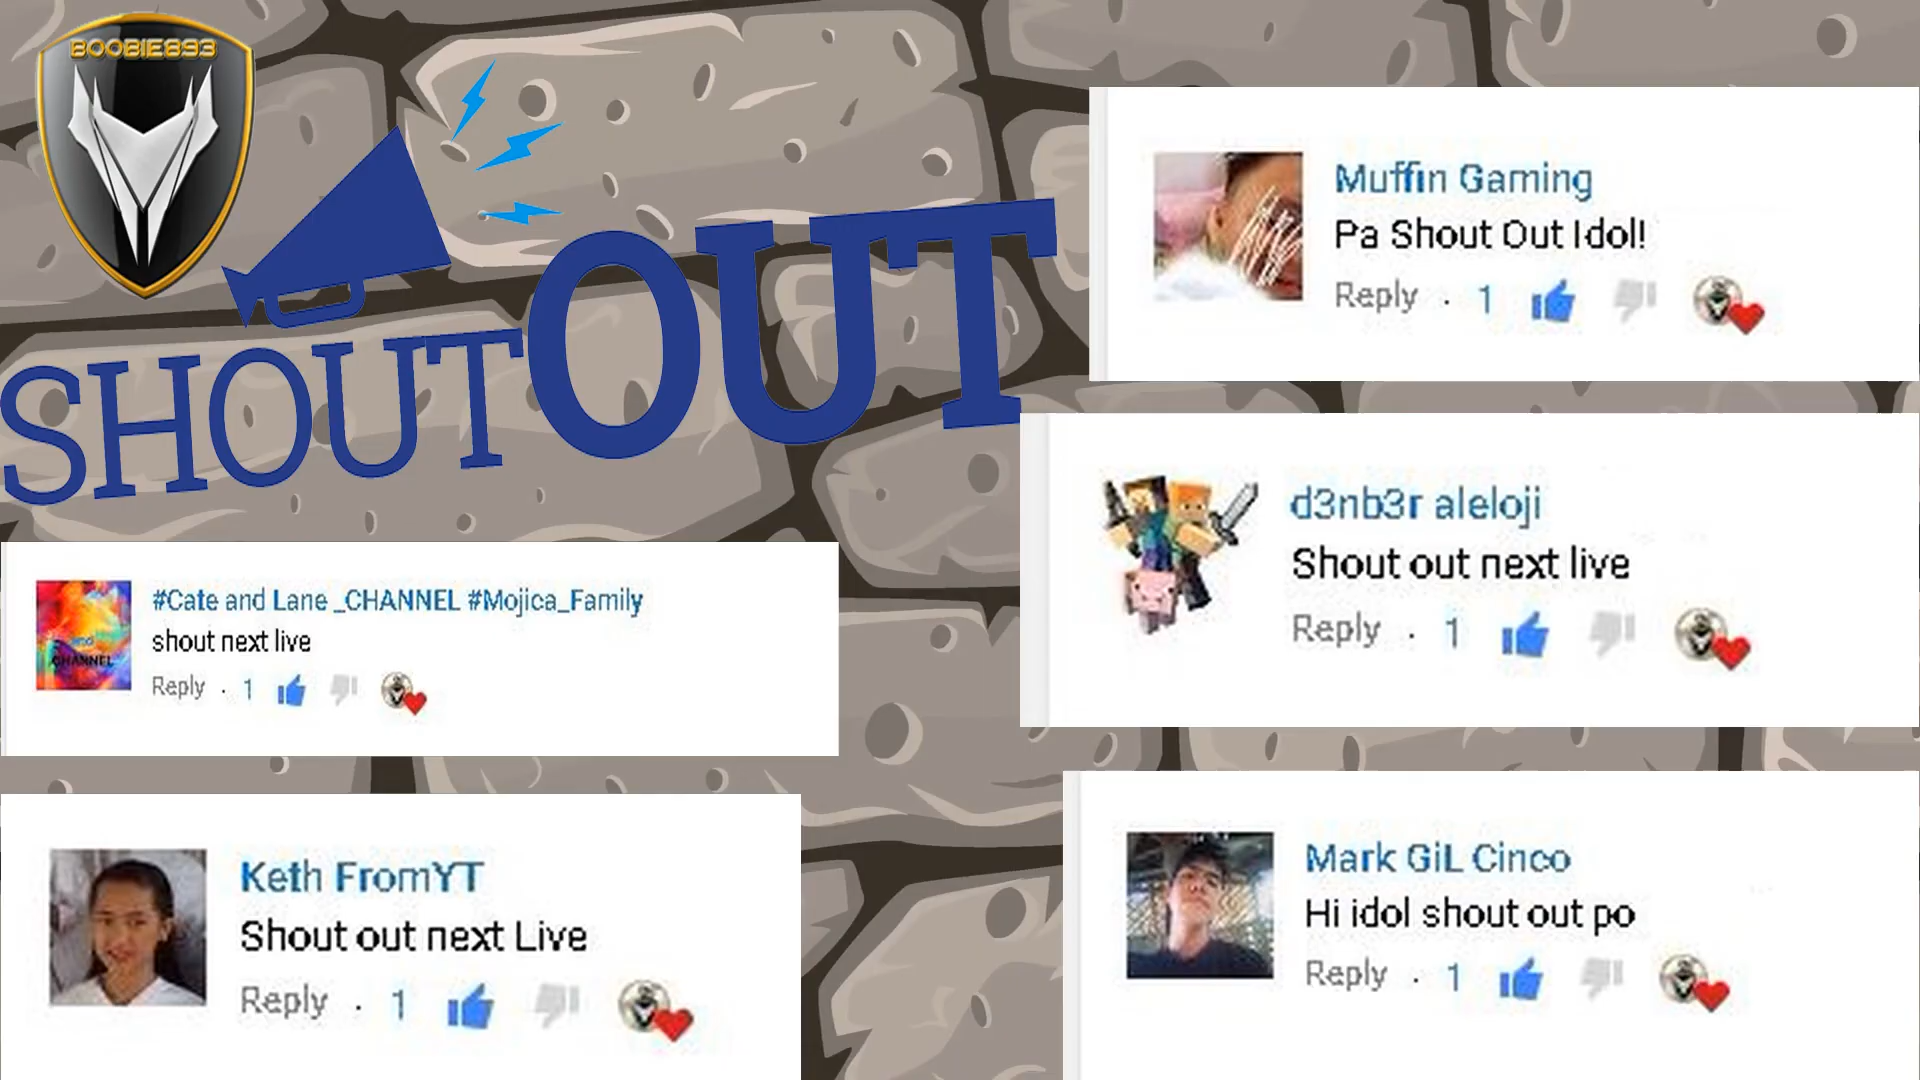 BOOBIE893
SHOUTOUT
Muffin Gaming
Pa Shout Out Idol!
Reply · 1
d3nb3r aleloji
Shout out next live
Reply · 1
#Cate and Lane _CHANNEL #Mojica_Family
shout next live
Reply · 1
CHANNEL
Keth FromYT
Shout out next Live
Reply · 1
Mark GiL Cinco
Hi idol shout out po
Reply · 1